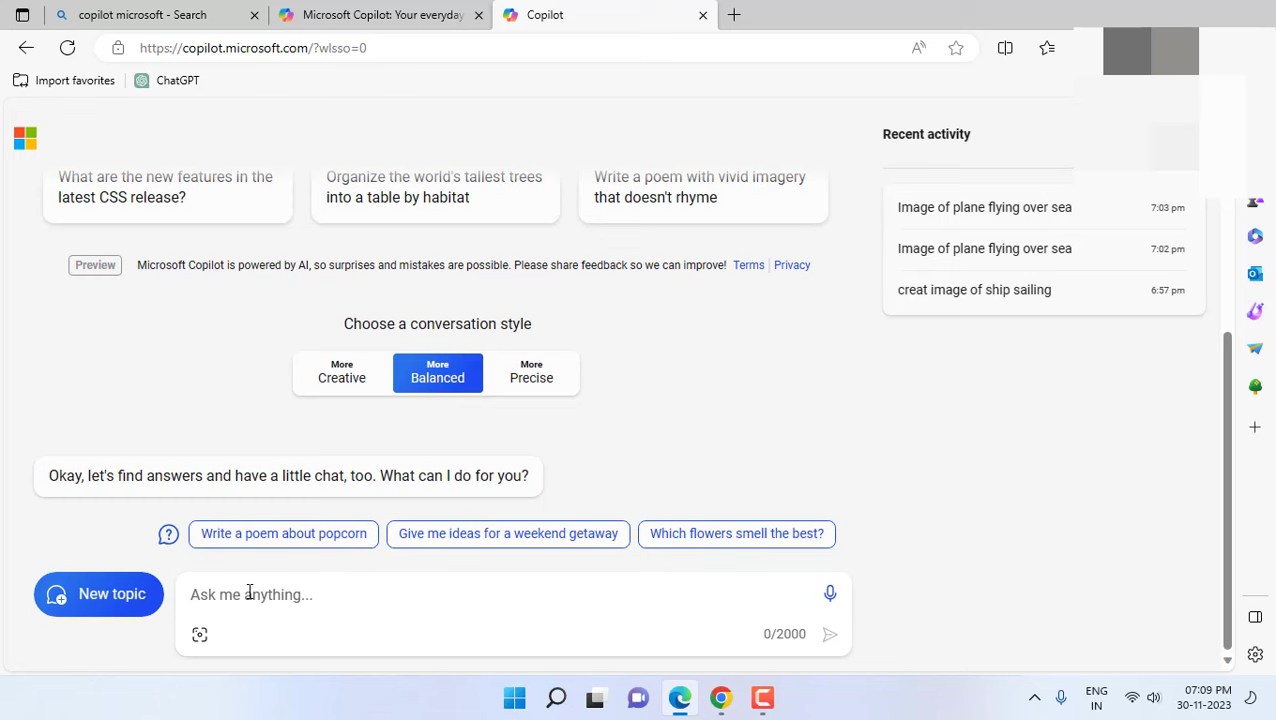 copilot microsoft - Search
Microsoft Copilot: Your everyday
Copilot
https://copilot.microsoft.com/?wlsso=0
Import favorites
ChatGPT
Recent activity
What are the new features in the
latest CSS release?
Organize the world's tallest trees
into a table by habitat
Write a poem with vivid imagery
that doesn't rhyme
Image of plane flying over sea 7:03 pm
Image of plane flying over sea 7:02 pm
creat image of ship sailing 6:57 pm
Preview Microsoft Copilot is powered by AI, so surprises and mistakes are possible. Please share feedback so we can improve! Terms | Privacy
Choose a conversation style
More
Creative
More
Balanced
More
Precise
Okay, let's find answers and have a little chat, too. What can I do for you?
Write a poem about popcorn
Give me ideas for a weekend getaway
Which flowers smell the best?
New topic
Ask me anything...
0/2000
ENG
IN
07:09 PM
30-11-2023